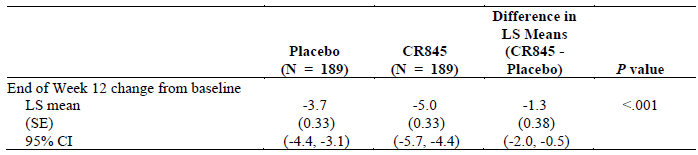 Difference in
LS Means
Placebo CR845 (CR845 -
(N = 189) (N = 189) Placebo) P value
End of Week 12 change from baseline
LS mean -3.7 -5.0 -1.3 <.001
(SE) (0.33) (0.33) (0.38)
95% CI (-4.4, -3.1) (-5.7, -4.4) (-2.0, -0.5)